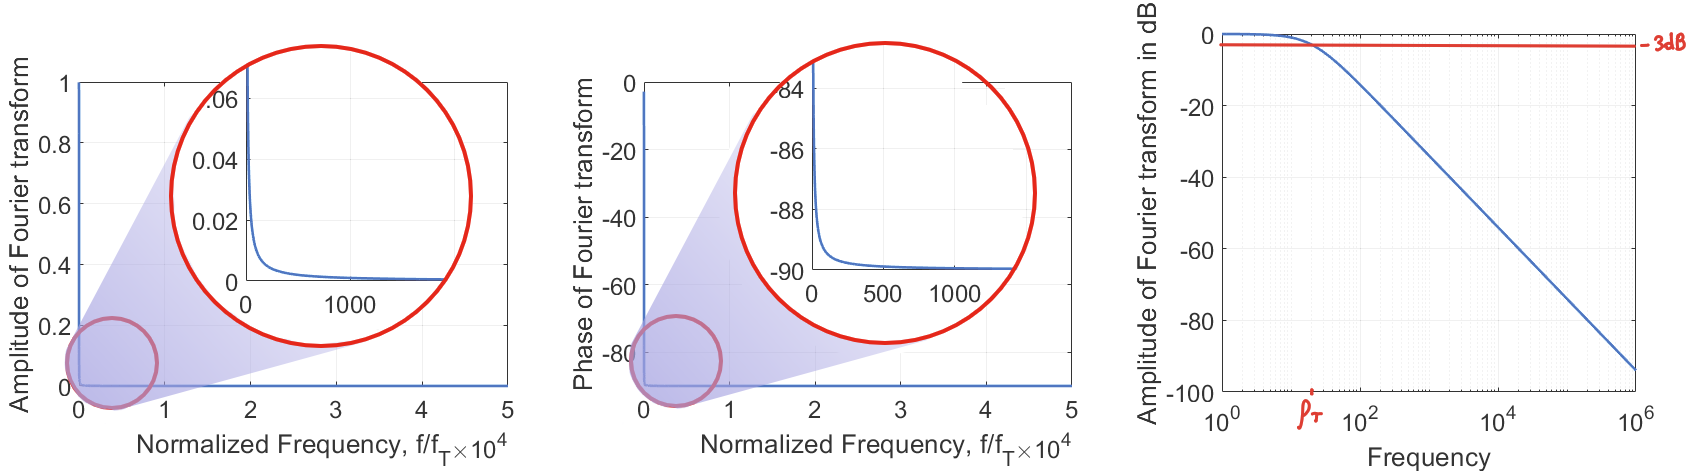 Amplitude of Fourier transform
1
0.8
0.6
0.4
0.2
0
0 1 2 3 4 5
Normalized Frequency, f/fT×10^4
.06
0.04
0.02
0
0 1000
Phase of Fourier transform
0
-20
-40
-60
-80
0 1 2 3 4 5
Normalized Frequency, f/fT×10^4
84
-86
-88
-90
0 500 1000
Amplitude of Fourier transform in dB
0
-20
-40
-60
-80
-100
10^0 10^2 10^4 10^6
Frequency
-3dB